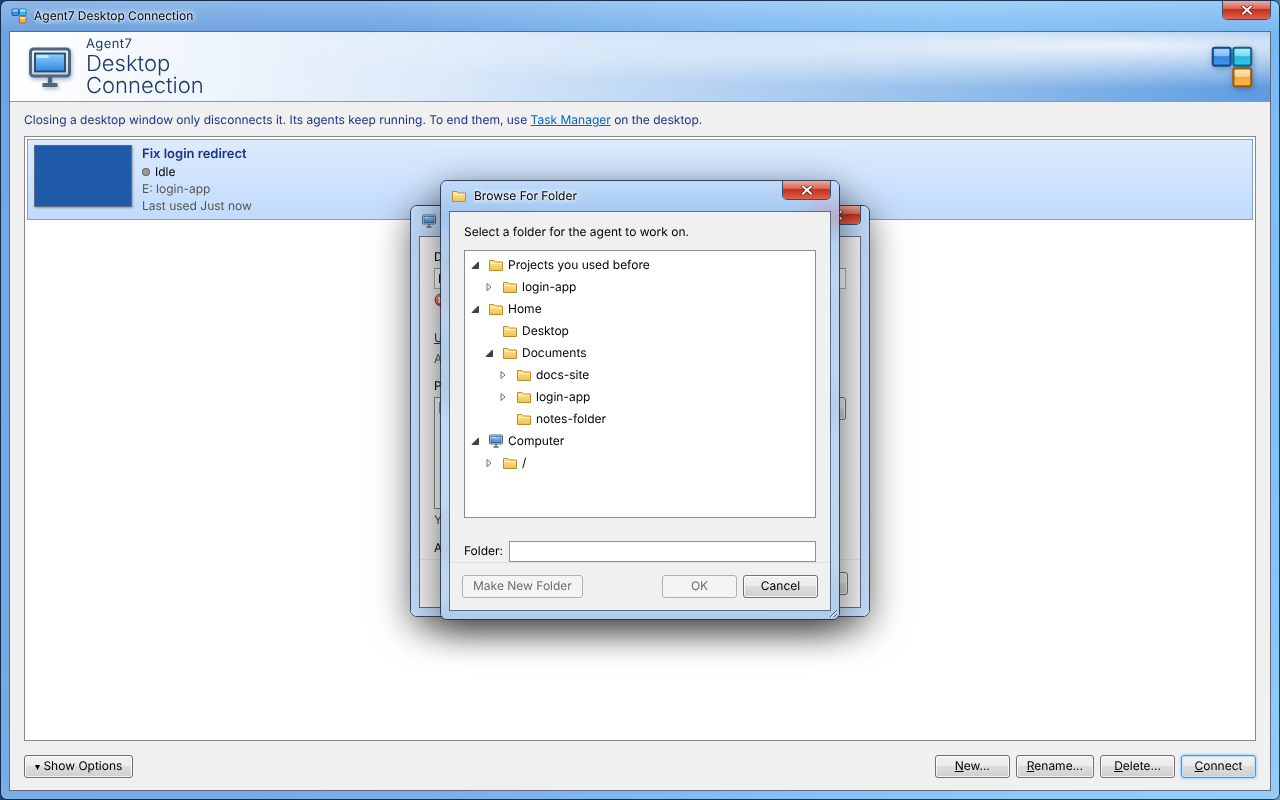 Agent7 Desktop Connection
Agent7
Desktop
Connection
Closing a desktop window only disconnects it. Its agents keep running. To end them, use Task Manager on the desktop.
Fix login redirect
Idle
E: login-app
Last used Just now
Browse For Folder
Select a folder for the agent to work on.
Projects you used before
login-app
Home
Desktop
Documents
docs-site
login-app
notes-folder
Computer
/
Folder:
Make New Folder
OK
Cancel
Show Options
New...
Rename...
Delete...
Connect